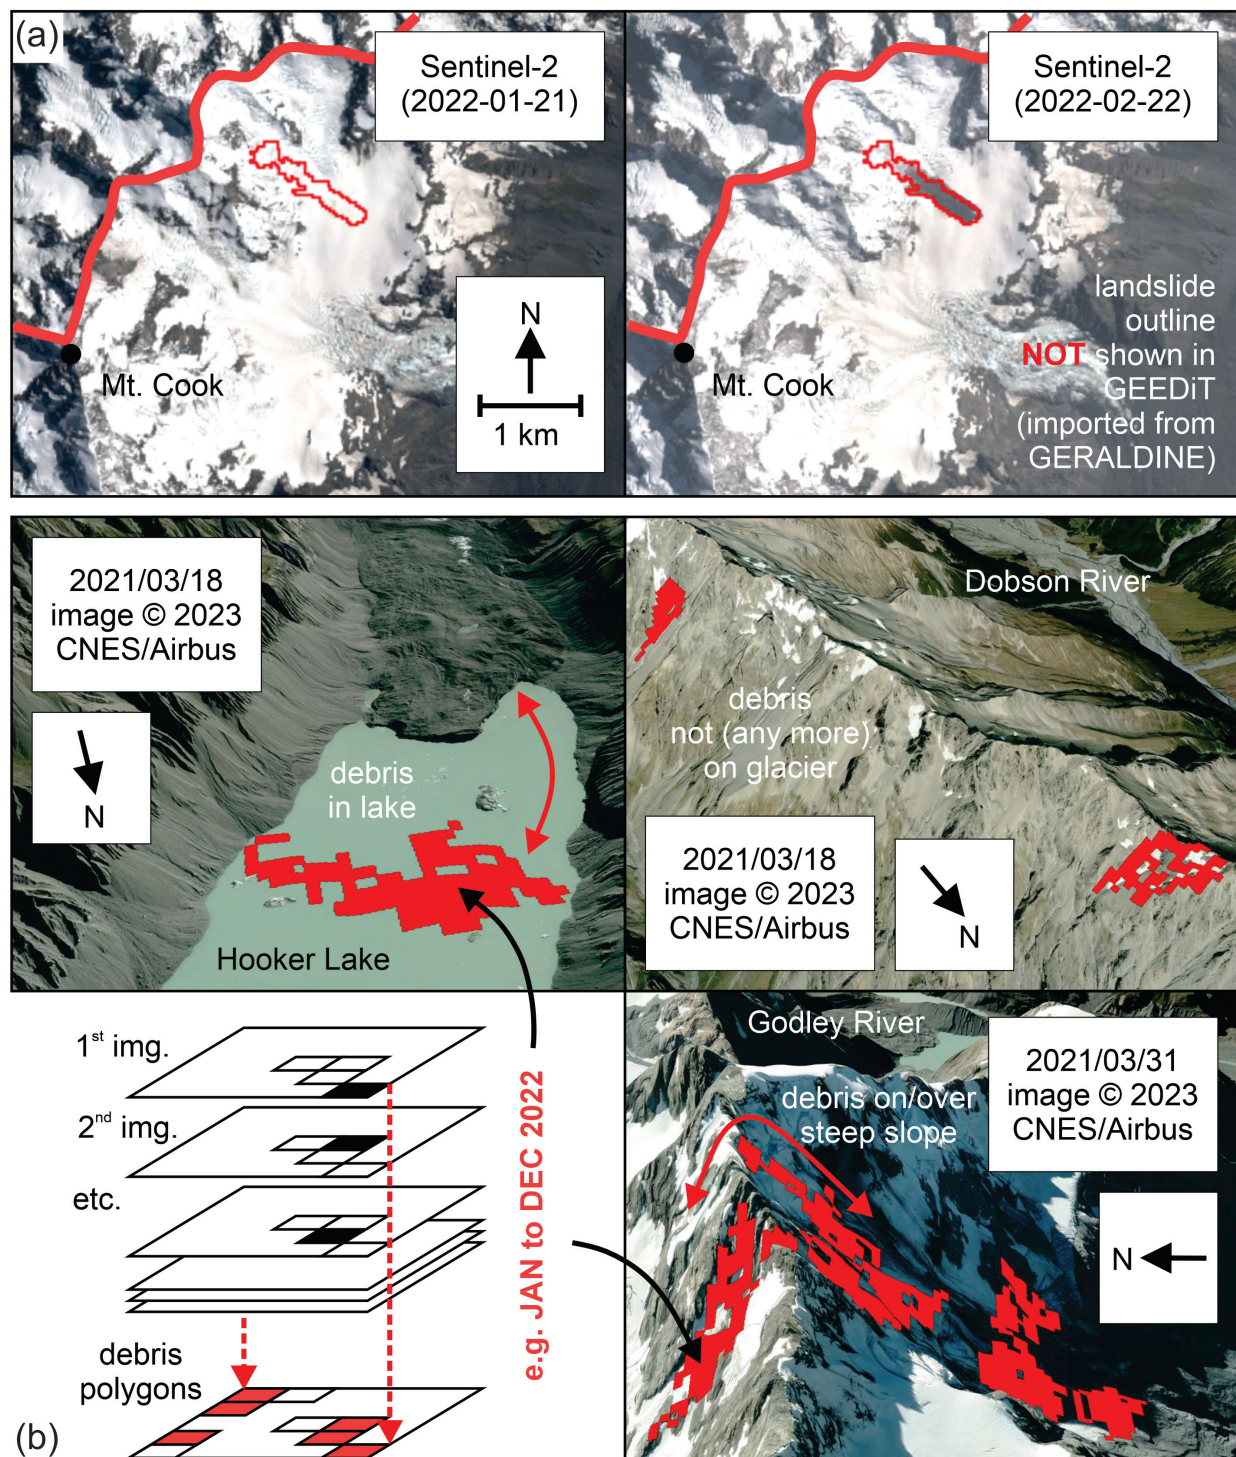 (a)
Sentinel-2
(2022-01-21)
N
1 km
Mt. Cook
Sentinel-2
(2022-02-22)
landslide
outline
NOT shown in
GEEDiT
(imported from
GERALDINE)
Mt. Cook
2021/03/18
image © 2023
CNES/Airbus
N
debris
in lake
Hooker Lake
Dobson River
debris
not (any more)
on glacier
2021/03/18
image © 2023
CNES/Airbus
N
1st img.
2nd img.
etc.
debris
polygons
e.g. JAN to DEC 2022
(b)
Godley River
debris on/over
steep slope
2021/03/31
image © 2023
CNES/Airbus
N